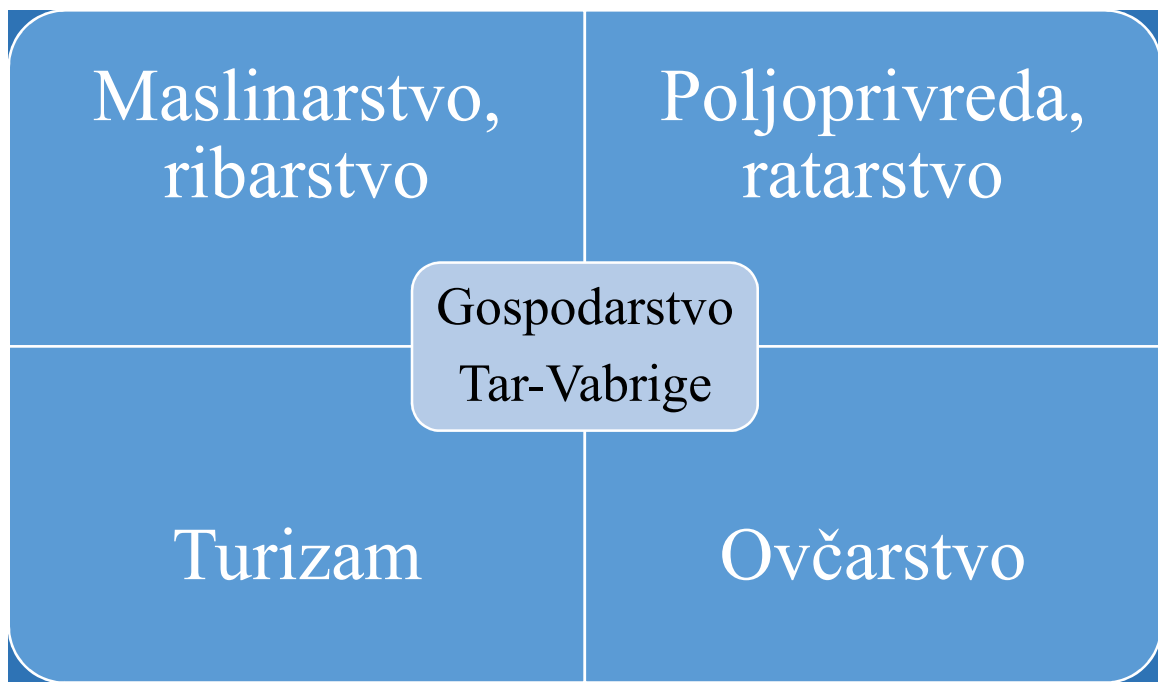 Maslinarstvo,
ribarstvo
Poljoprivreda,
ratarstvo
Gospodarstvo
Tar-Vabrige
Turizam
Ovčarstvo